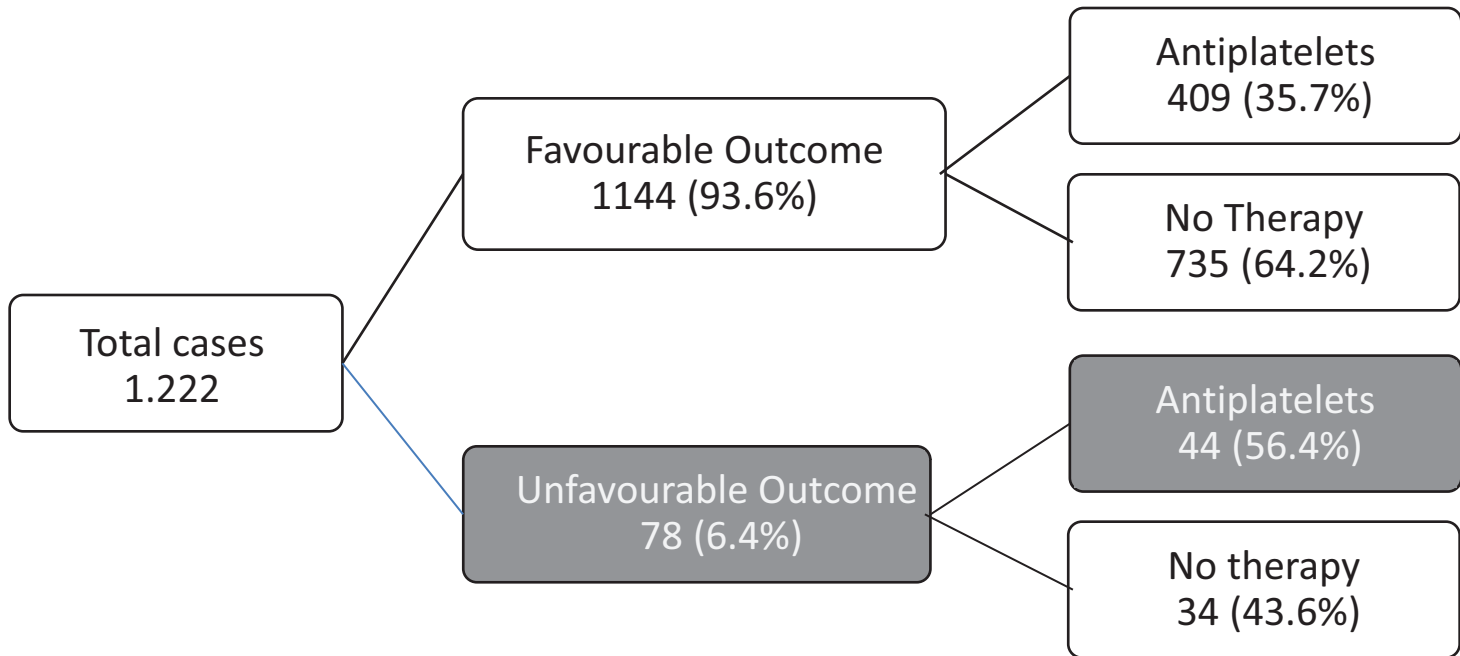 Total cases
1.222
Favourable Outcome
1144 (93.6%)
Antiplatelets
409 (35.7%)
No Therapy
735 (64.2%)
Unfavourable Outcome
78 (6.4%)
Antiplatelets
44 (56.4%)
No therapy
34 (43.6%)